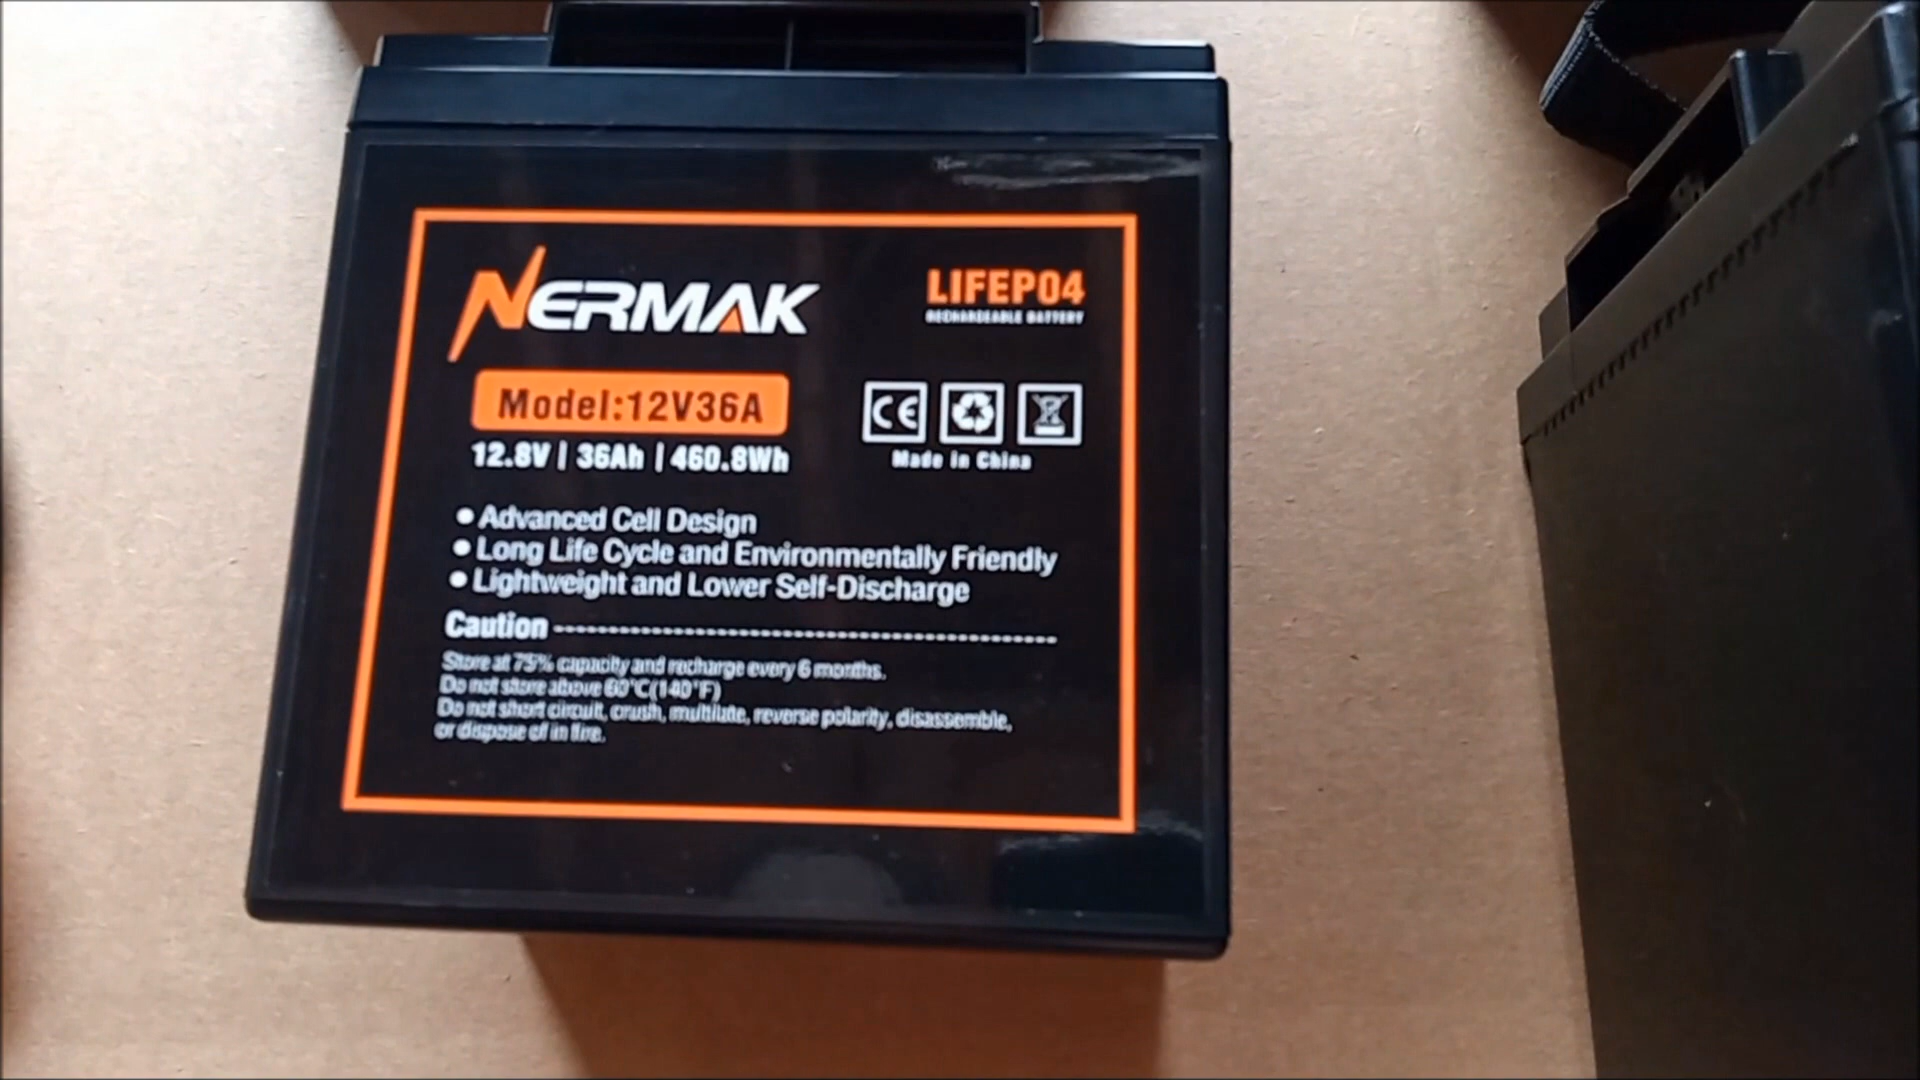 NERMAK
LIFEPO4
RECHARGEABLE BATTERY
Model:12V36A
12.8V | 36Ah | 460.8Wh
CE
Made in China
● Advanced Cell Design
● Long Life Cycle and Environmentally Friendly
● Lightweight and Lower Self-Discharge
Caution
Store at 75% capacity and recharge every 6 months.
Do not store above 60°C(140°F)
Do not short circuit, crush, multilate, reverse polarity, disassemble,
or dispose of in fire.